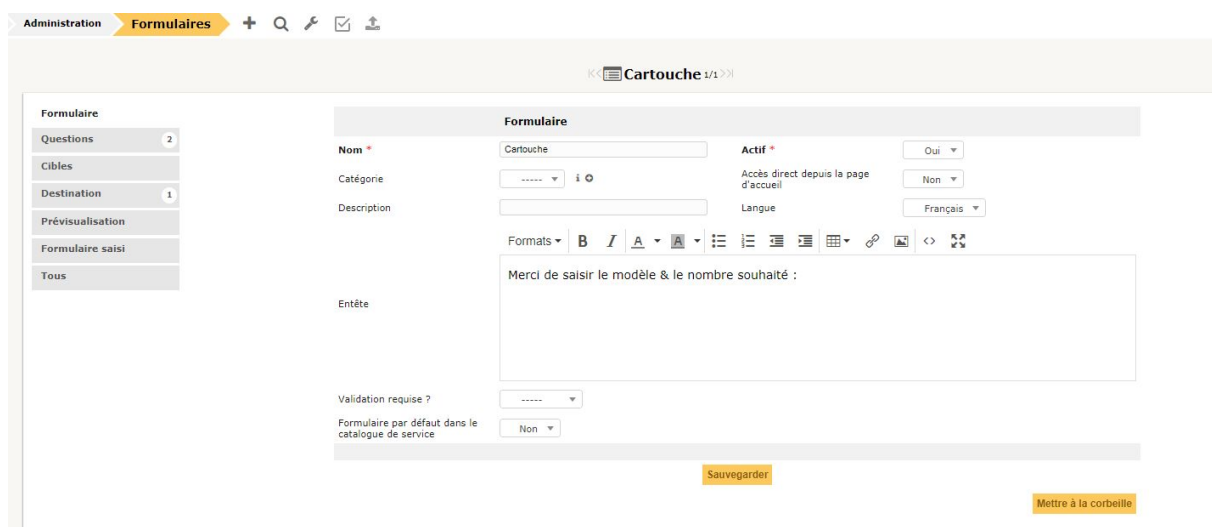 Administration Formulaires
Cartouche 1/1
Formulaire
Questions 2
Cibles
Destination 1
Prévisualisation
Formulaire saisi
Tous
Formulaire
Nom * Cartouche Actif * Oui
Catégorie ----- Accès direct depuis la page
d'accueil Non
Description Langue Français
Formats B I A A
Merci de saisir le modèle & le nombre souhaité :
Entête
Validation requise ? -----
Formulaire par défaut dans le
catalogue de service Non
Sauvegarder
Mettre à la corbeille